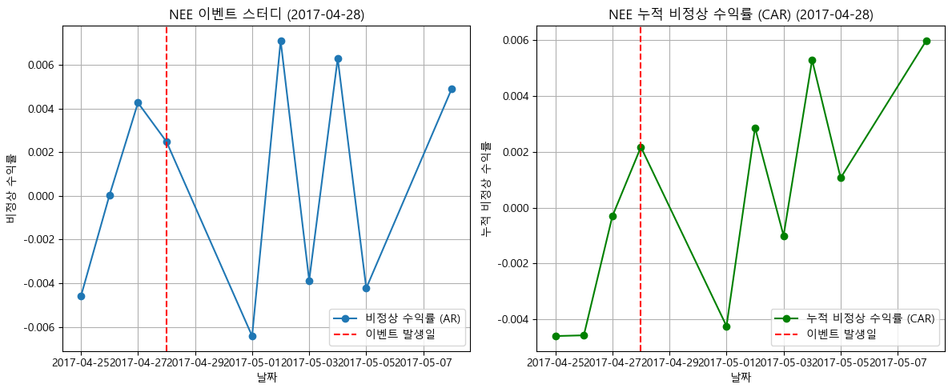 NEE 이벤트 스터디 (2017-04-28)
비정상 수익률
0.006
0.004
0.002
0.000
-0.002
-0.004
-0.006
비정상 수익률 (AR)
이벤트 발생일
2017-04-25 2017-04-27 2017-04-29 2017-05-01 2017-05-03 2017-05-05 2017-05-07
날짜
NEE 누적 비정상 수익률 (CAR) (2017-04-28)
누적 비정상 수익률
0.006
0.004
0.002
0.000
-0.002
-0.004
누적 비정상 수익률 (CAR)
이벤트 발생일
2017-04-25 2017-04-27 2017-04-29 2017-05-01 2017-05-03 2017-05-05 2017-05-07
날짜